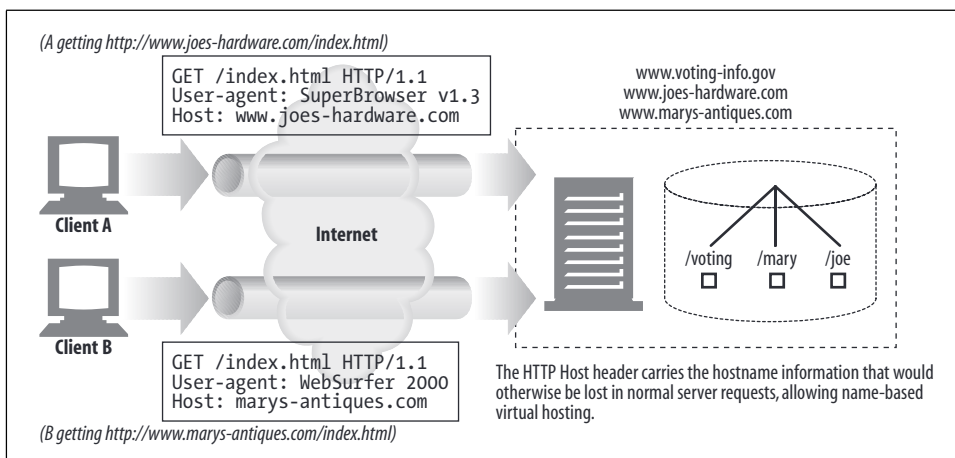 (A getting http://www.joes-hardware.com/index.html)
GET /index.html HTTP/1.1
User-agent: SuperBrowser v1.3
Host: www.joes-hardware.com
www.voting-info.gov
www.joes-hardware.com
www.marys-antiques.com
Client A
Internet
/voting /mary /joe
Client B
GET /index.html HTTP/1.1
User-agent: WebSurfer 2000
Host: marys-antiques.com
(B getting http://www.marys-antiques.com/index.html)
The HTTP Host header carries the hostname information that would
otherwise be lost in normal server requests, allowing name-based
virtual hosting.